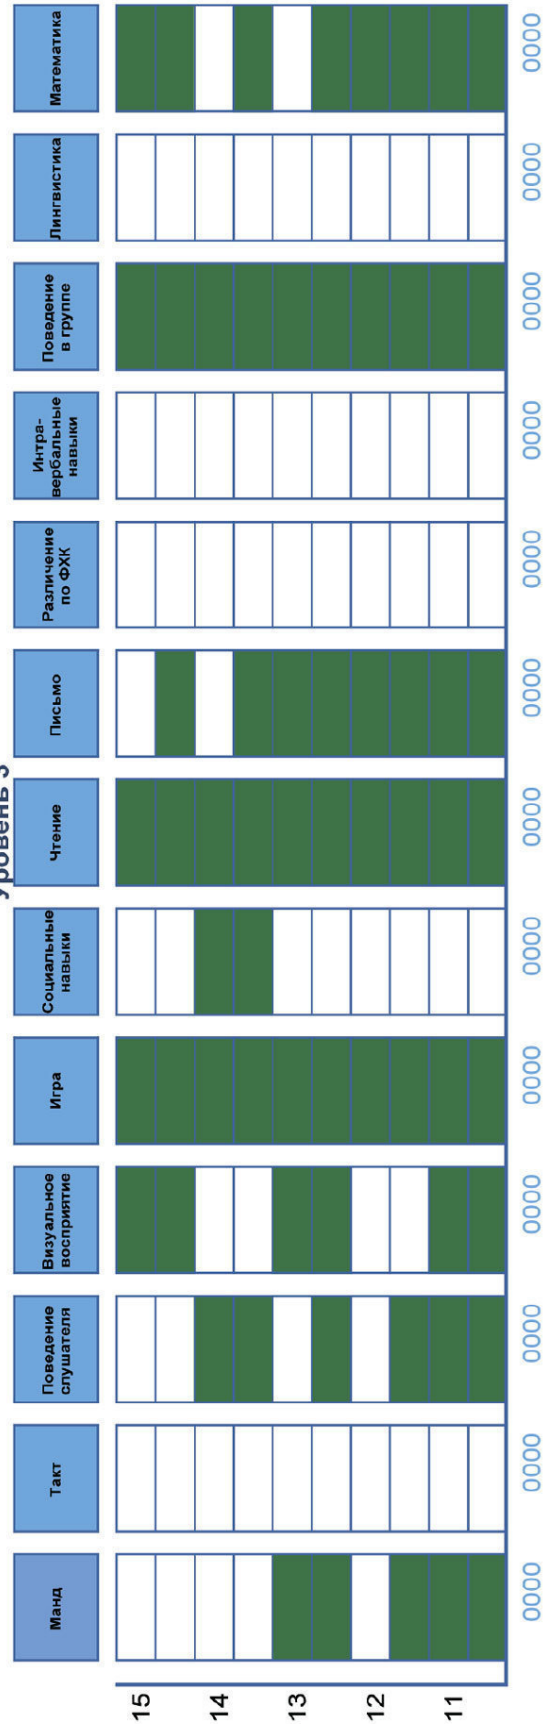 Уровень 3
Манд
Такт
Поведение
слушателя
Визуальное
восприятие
Игра
Социальные
навыки
Чтение
Письмо
Различение
по ФХК
Интра-
вербальные
навыки
Поведение
в группе
Лингвистика
Математика
15
14
13
12
11
0000
0000
0000
0000
0000
0000
0000
0000
0000
0000
0000
0000
0000